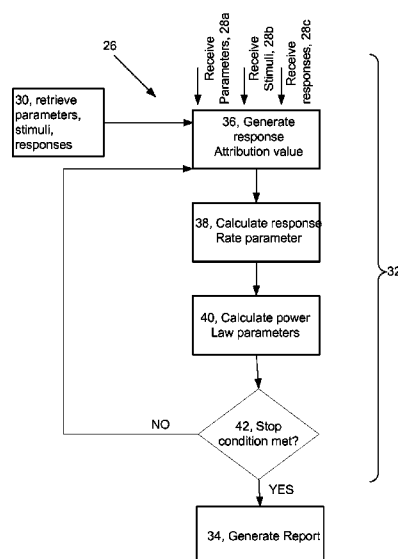 26
Receive
Parameters, 28a
Receive
Stimuli, 28b
Receive
responses, 28c
30, retrieve
parameters,
stimuli,
responses
36, Generate
response
Attribution value
38, Calculate response
Rate parameter
32
40, Calculate power
Law parameters
42, Stop
condition met?
NO
YES
34, Generate Report